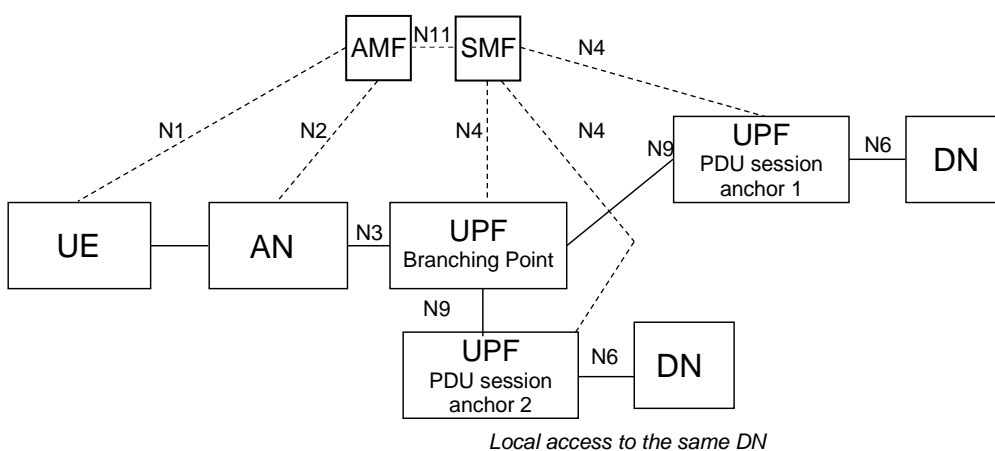 N11
AMF
SMF
N4
N1
N2
N4
N4
UPF
PDU session
anchor 1
N9
N6
DN
UE
AN
N3
UPF
Branching Point
N9
UPF
PDU session
anchor 2
N6
DN
Local access to the same DN